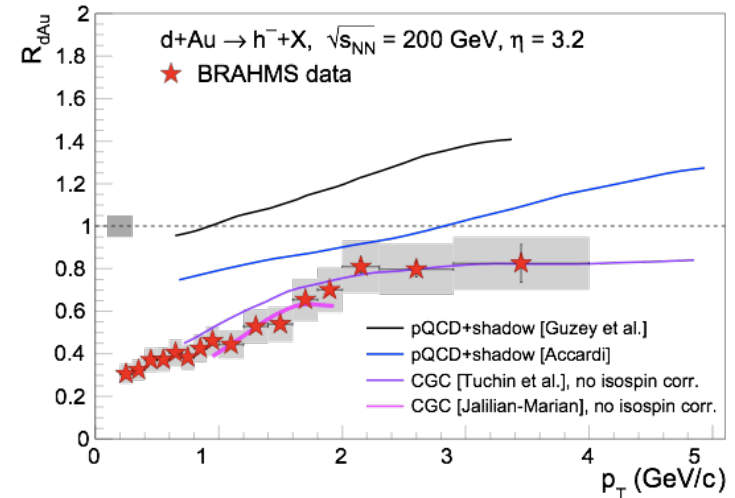 2
1.8
1.6
1.4
1.2
1
0.8
0.6
0.4
0.2
0
R_dAu
d+Au → h⁻+X, √s_NN = 200 GeV, η = 3.2
BRAHMS data
pQCD+shadow [Guzey et al.]
pQCD+shadow [Accardi]
CGC [Tuchin et al.], no isospin corr.
CGC [Jalilian-Marian], no isospin corr.
0 1 2 3 4 5
p_T (GeV/c)